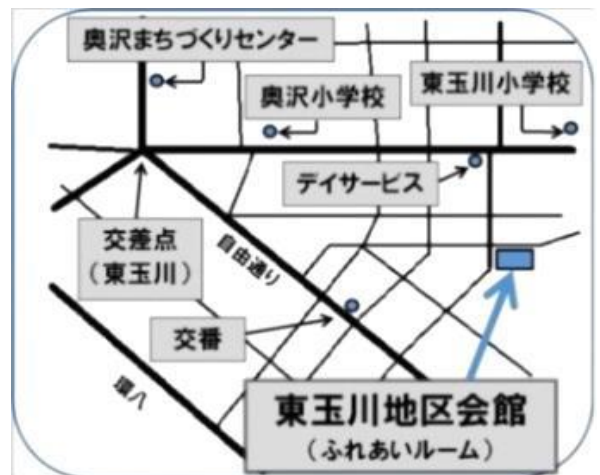 奥沢まちづくりセンター
奥沢小学校
東玉川小学校
デイサービス
交差点
（東玉川）
自由通り
交番
環八
東玉川地区会館
（ふれあいルーム）